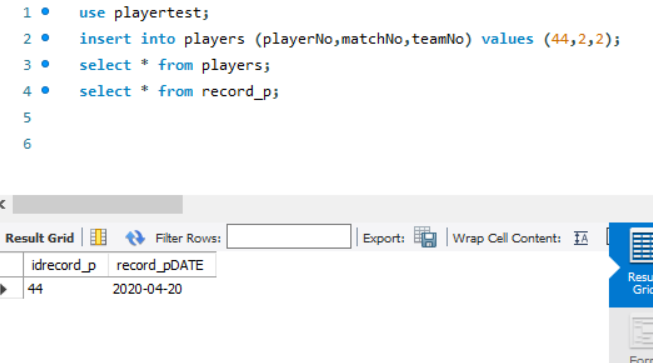 1 use playertest;
2 insert into players (playerNo,matchNo,teamNo) values (44,2,2);
3 select * from players;
4 select * from record_p;
5
6
Result Grid Filter Rows: Export: Wrap Cell Content:
idrecord_p record_pDATE
44 2020-04-20
Resu
Grid
Form